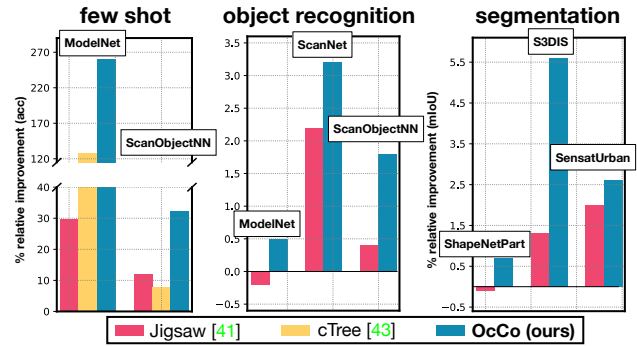 few shot
object recognition
segmentation
% relative improvement (acc)
270
220
170
120
40
30
20
10
0
ModelNet
ScanObjectNN
3.5
3.0
2.5
2.0
1.5
1.0
0.5
0.0
−0.5
ScanNet
ScanObjectNN
ModelNet
% relative improvement (mIoU)
5.5
4.5
3.5
2.5
1.5
0.5
−0.5
S3DIS
SensatUrban
ShapeNetPart
Jigsaw [41] cTree [43] OcCo (ours)